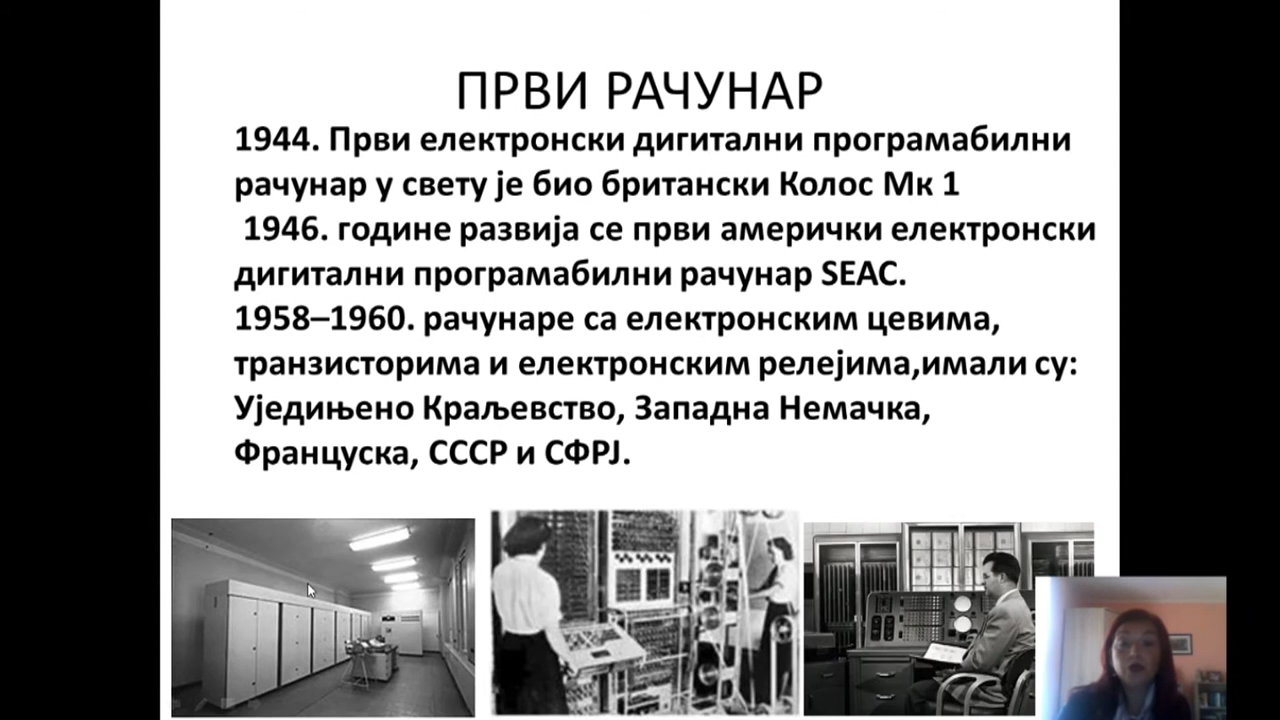 ПРВИ РАЧУНАР
1944. Први електронски дигитални програмабилни
рачунар у свету је био британски Колос Мк 1
1946. године развија се први амерички електронски
дигитални програмабилни рачунар SEAC.
1958–1960. рачунаре са електронским цевима,
транзисторима и електронским релејима,имали су:
Уједињено Краљевство, Западна Немачка,
Француска, СССР и СФРЈ.